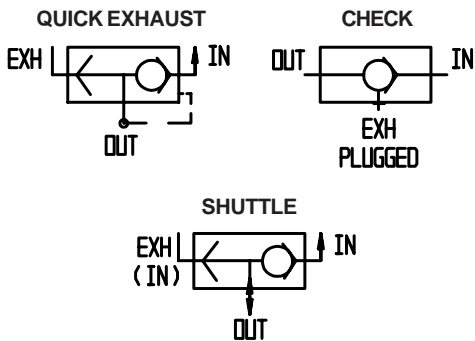 QUICK EXHAUST
EXH
IN
OUT
CHECK
OUT
IN
EXH
PLUGGED
SHUTTLE
EXH
(IN)
IN
OUT